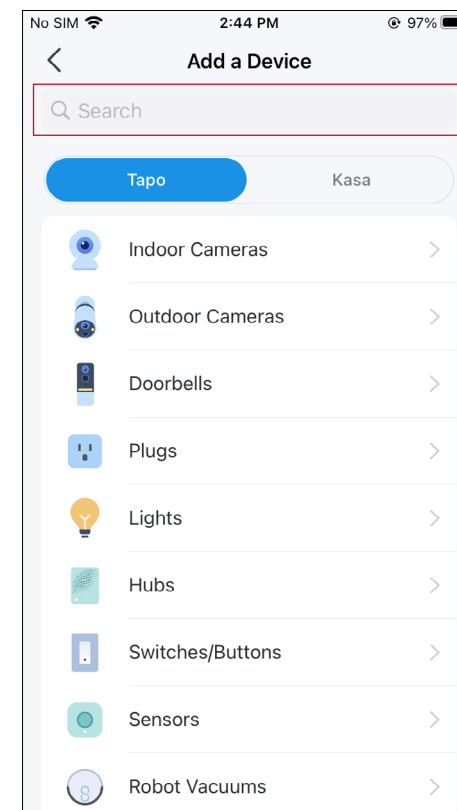 No SIM 2:44 PM 97%
Add a Device
Search
Tapo Kasa
Indoor Cameras
Outdoor Cameras
Doorbells
Plugs
Lights
Hubs
Switches/Buttons
Sensors
Robot Vacuums